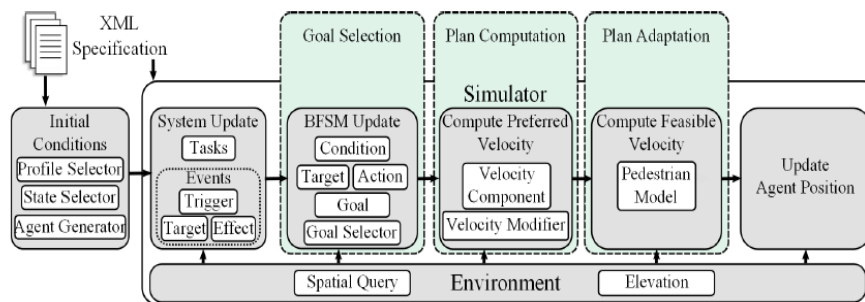 XML
Specification
Goal Selection
Plan Computation
Plan Adaptation
Simulator
Initial
Conditions
Profile Selector
State Selector
Agent Generator
System Update
Tasks
Events
Trigger
Target
Effect
BFSM Update
Condition
Target
Action
Goal
Goal Selector
Compute Preferred
Velocity
Velocity
Component
Velocity Modifier
Compute Feasible
Velocity
Pedestrian
Model
Update
Agent Position
Spatial Query
Environment
Elevation